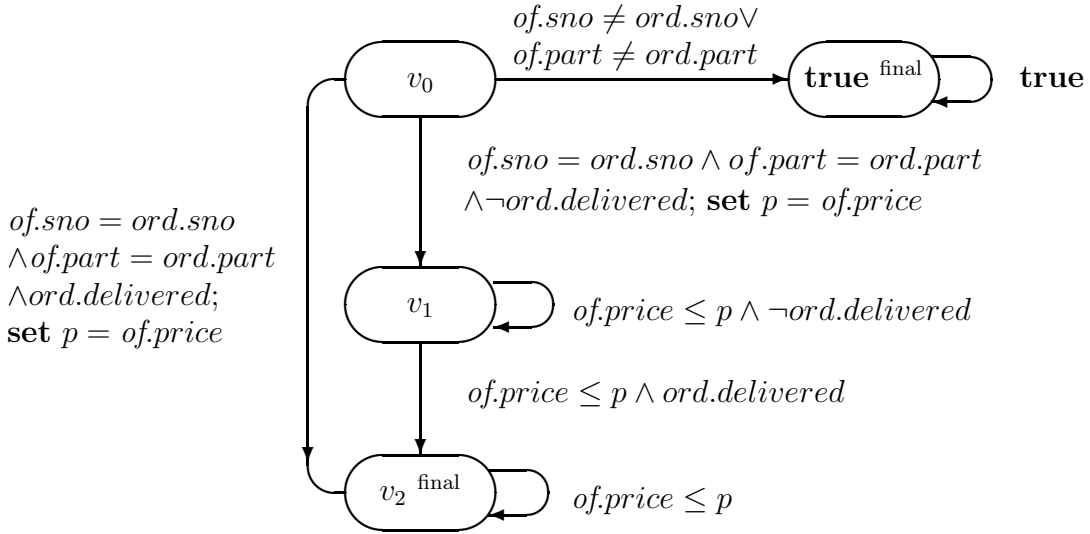 of.sno ≠ ord.sno∨
of.part ≠ ord.part
v₀
true final
true
of.sno = ord.sno ∧ of.part = ord.part
∧¬ord.delivered; set p = of.price
of.sno = ord.sno
∧of.part = ord.part
∧ord.delivered;
set p = of.price
v₁
of.price ≤ p ∧ ¬ord.delivered
of.price ≤ p ∧ ord.delivered
v₂ final
of.price ≤ p